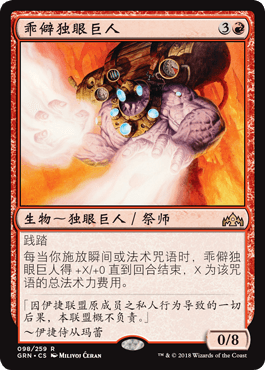 乖僻独眼巨人 3
生物～独眼巨人 / 祭师
践踏
每当你施放瞬间或法术咒语时，乖僻独
眼巨人得 +X/+0 直到回合结束，X 为该咒
语的总法术力费用。
「因伊捷联盟原成员之私人行为导致的一切
后果，本联盟概不负责。」
～伊捷侍从玛蕾
0/8
098/259 R
GRN • CS MILIVOJ ĆERAN
™ & © 2018 Wizards of the Coast